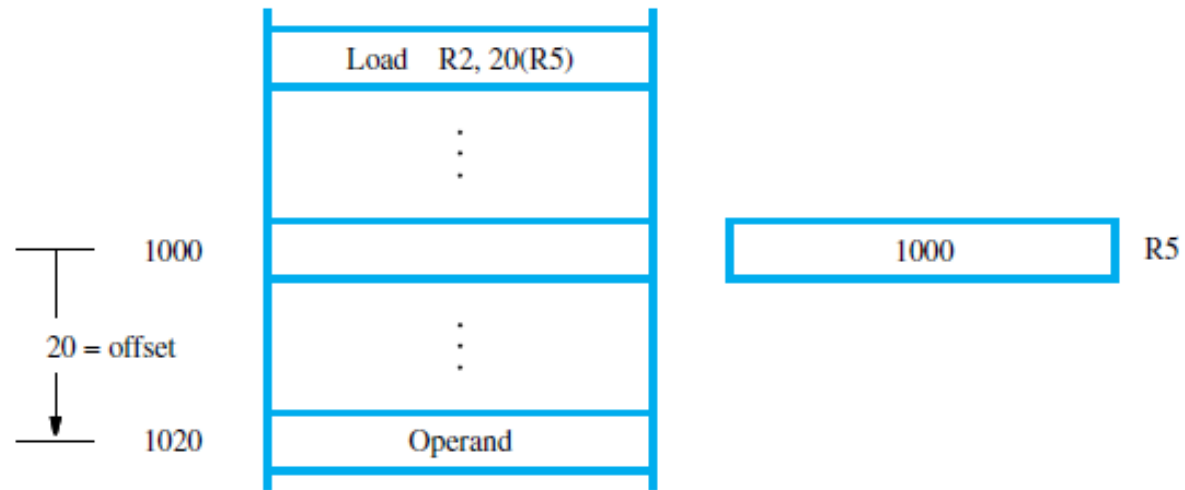 Load R2, 20(R5)
1000
1000 R5
20 = offset
1020
Operand